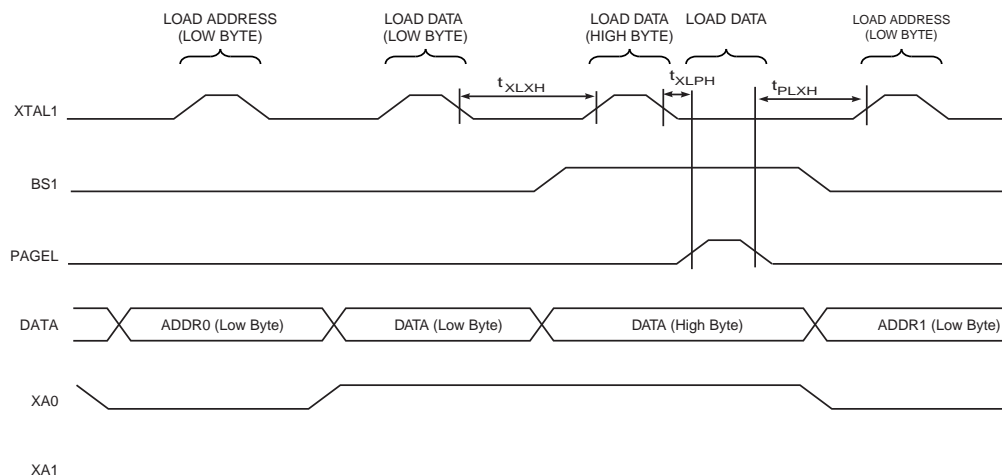 LOAD ADDRESS
(LOW BYTE)
LOAD DATA
(LOW BYTE)
LOAD DATA
(HIGH BYTE)
LOAD DATA
LOAD ADDRESS
(LOW BYTE)
tXLXH
tXLPH
tPLXH
XTAL1
BS1
PAGEL
DATA
ADDR0 (Low Byte)
DATA (Low Byte)
DATA (High Byte)
ADDR1 (Low Byte)
XA0
XA1